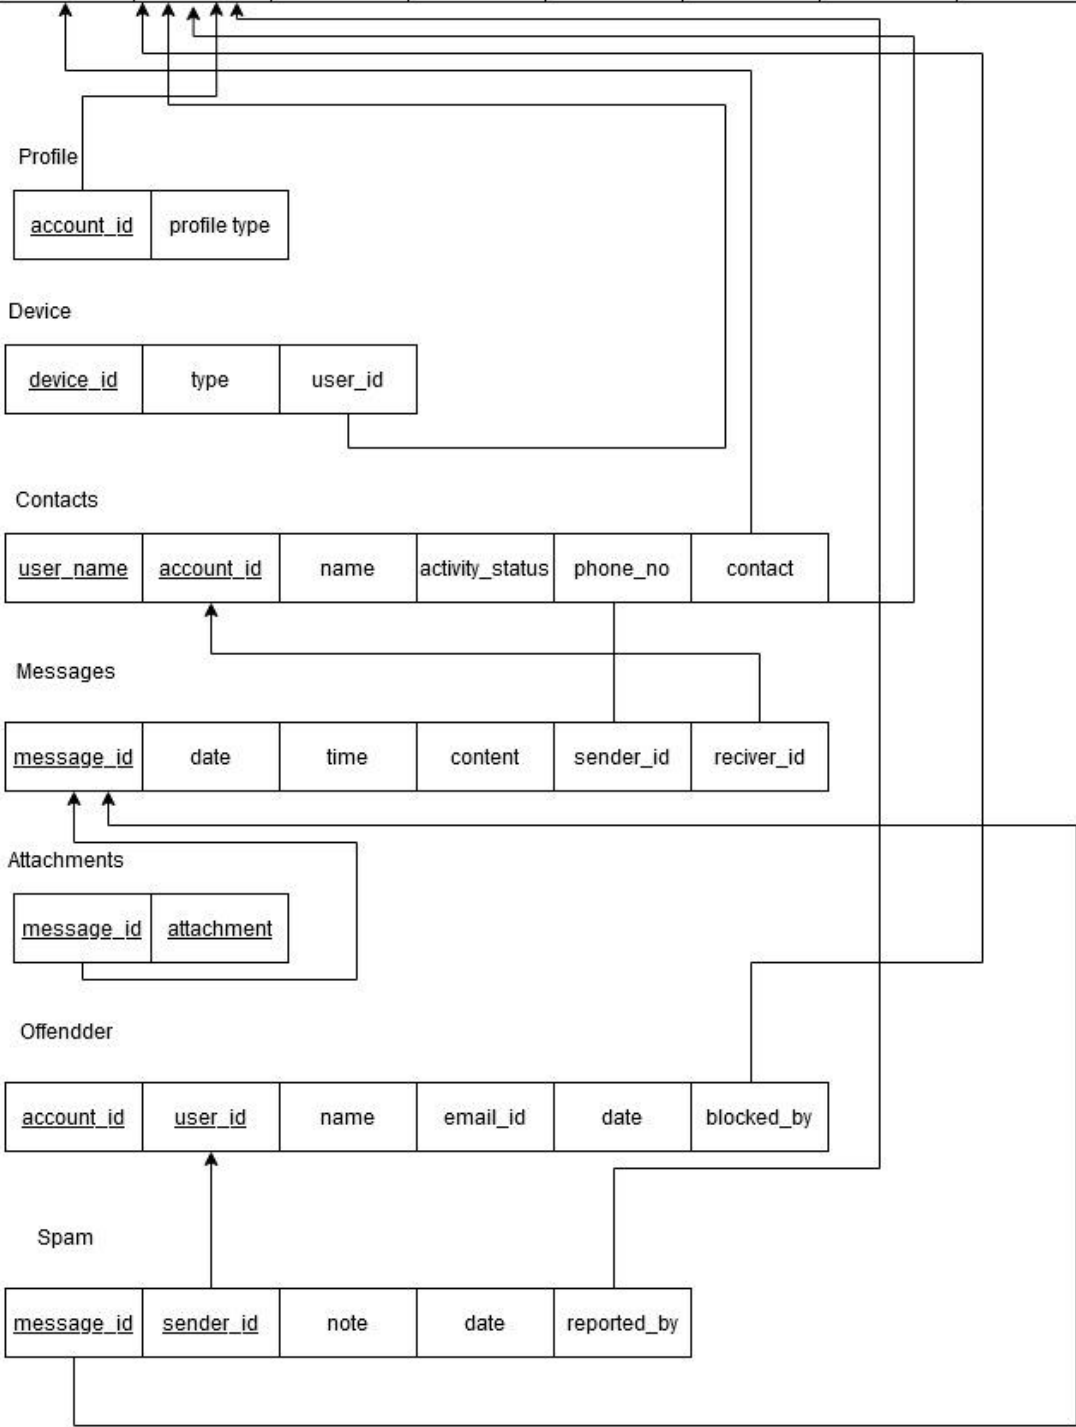 Profile
account_id profile type
Device
device_id type user_id
Contacts
user_name account_id name activity_status phone_no contact
Messages
message_id date time content sender_id reciver_id
Attachments
message_id attachment
Offendder
account_id user_id name email_id date blocked_by
Spam
message_id sender_id note date reported_by